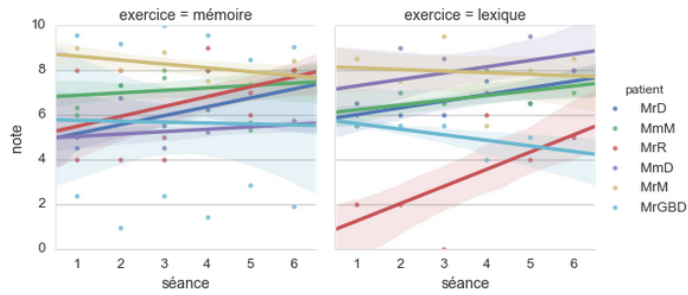 exercice = mémoire
exercice = lexique
10
8
6
4
2
0
note
1 2 3 4 5 6
1 2 3 4 5 6
séance
séance
patient
MrD
MmM
MrR
MmD
MrM
MrGBD